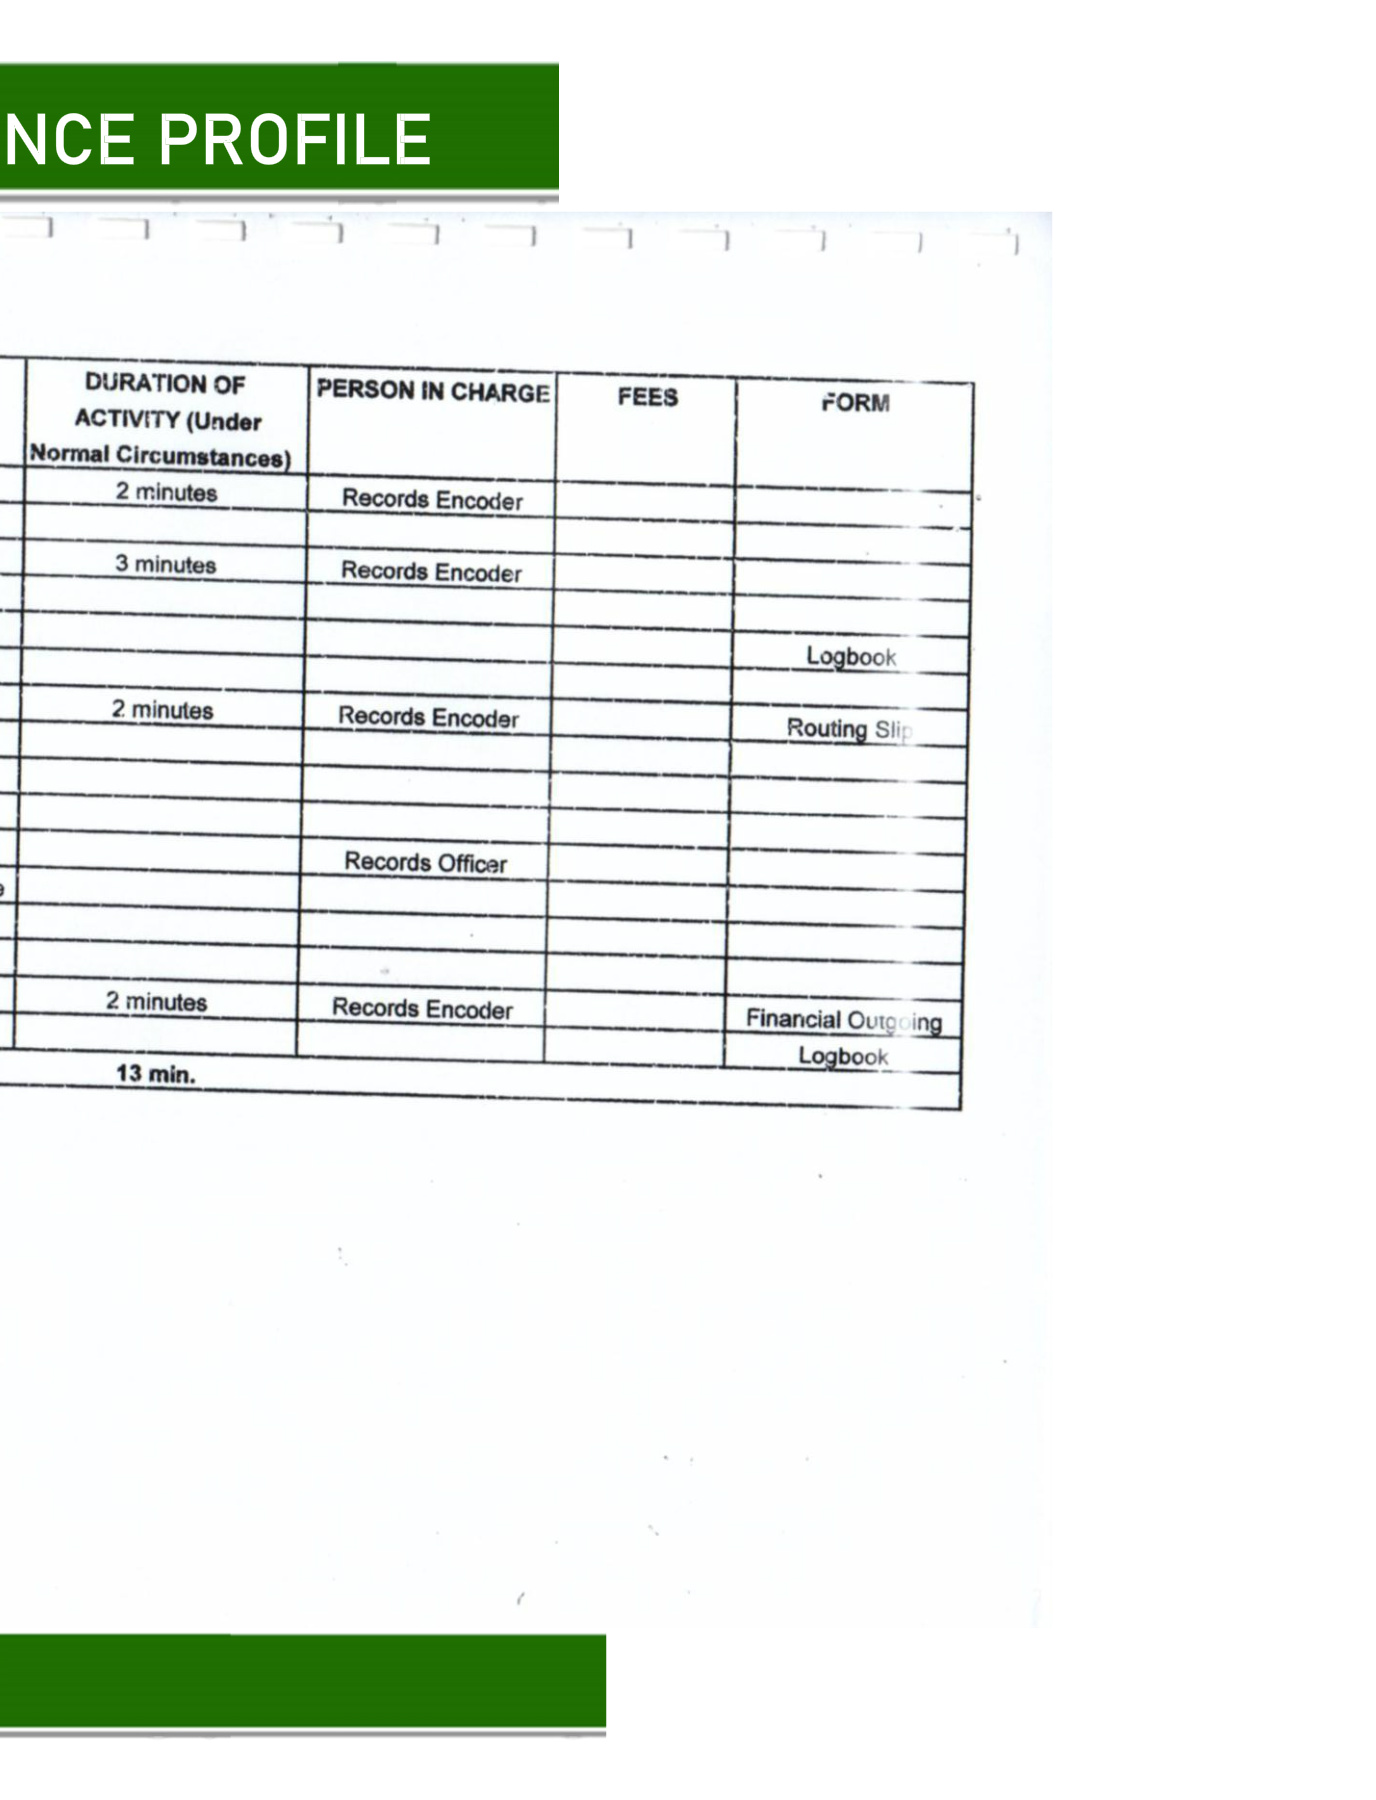 NCE PROFILE
DURATION OF PERSON IN CHARGE FEES FORM
ACTIVITY (Under
Normal Circumstances)
2 minutes Records Encoder
3 minutes Records Encoder
Logbook
2 minutes Records Encoder Routing Slip
Records Officer
e
2 minutes Records Encoder Financial Outgoing
Logbook
13 min.